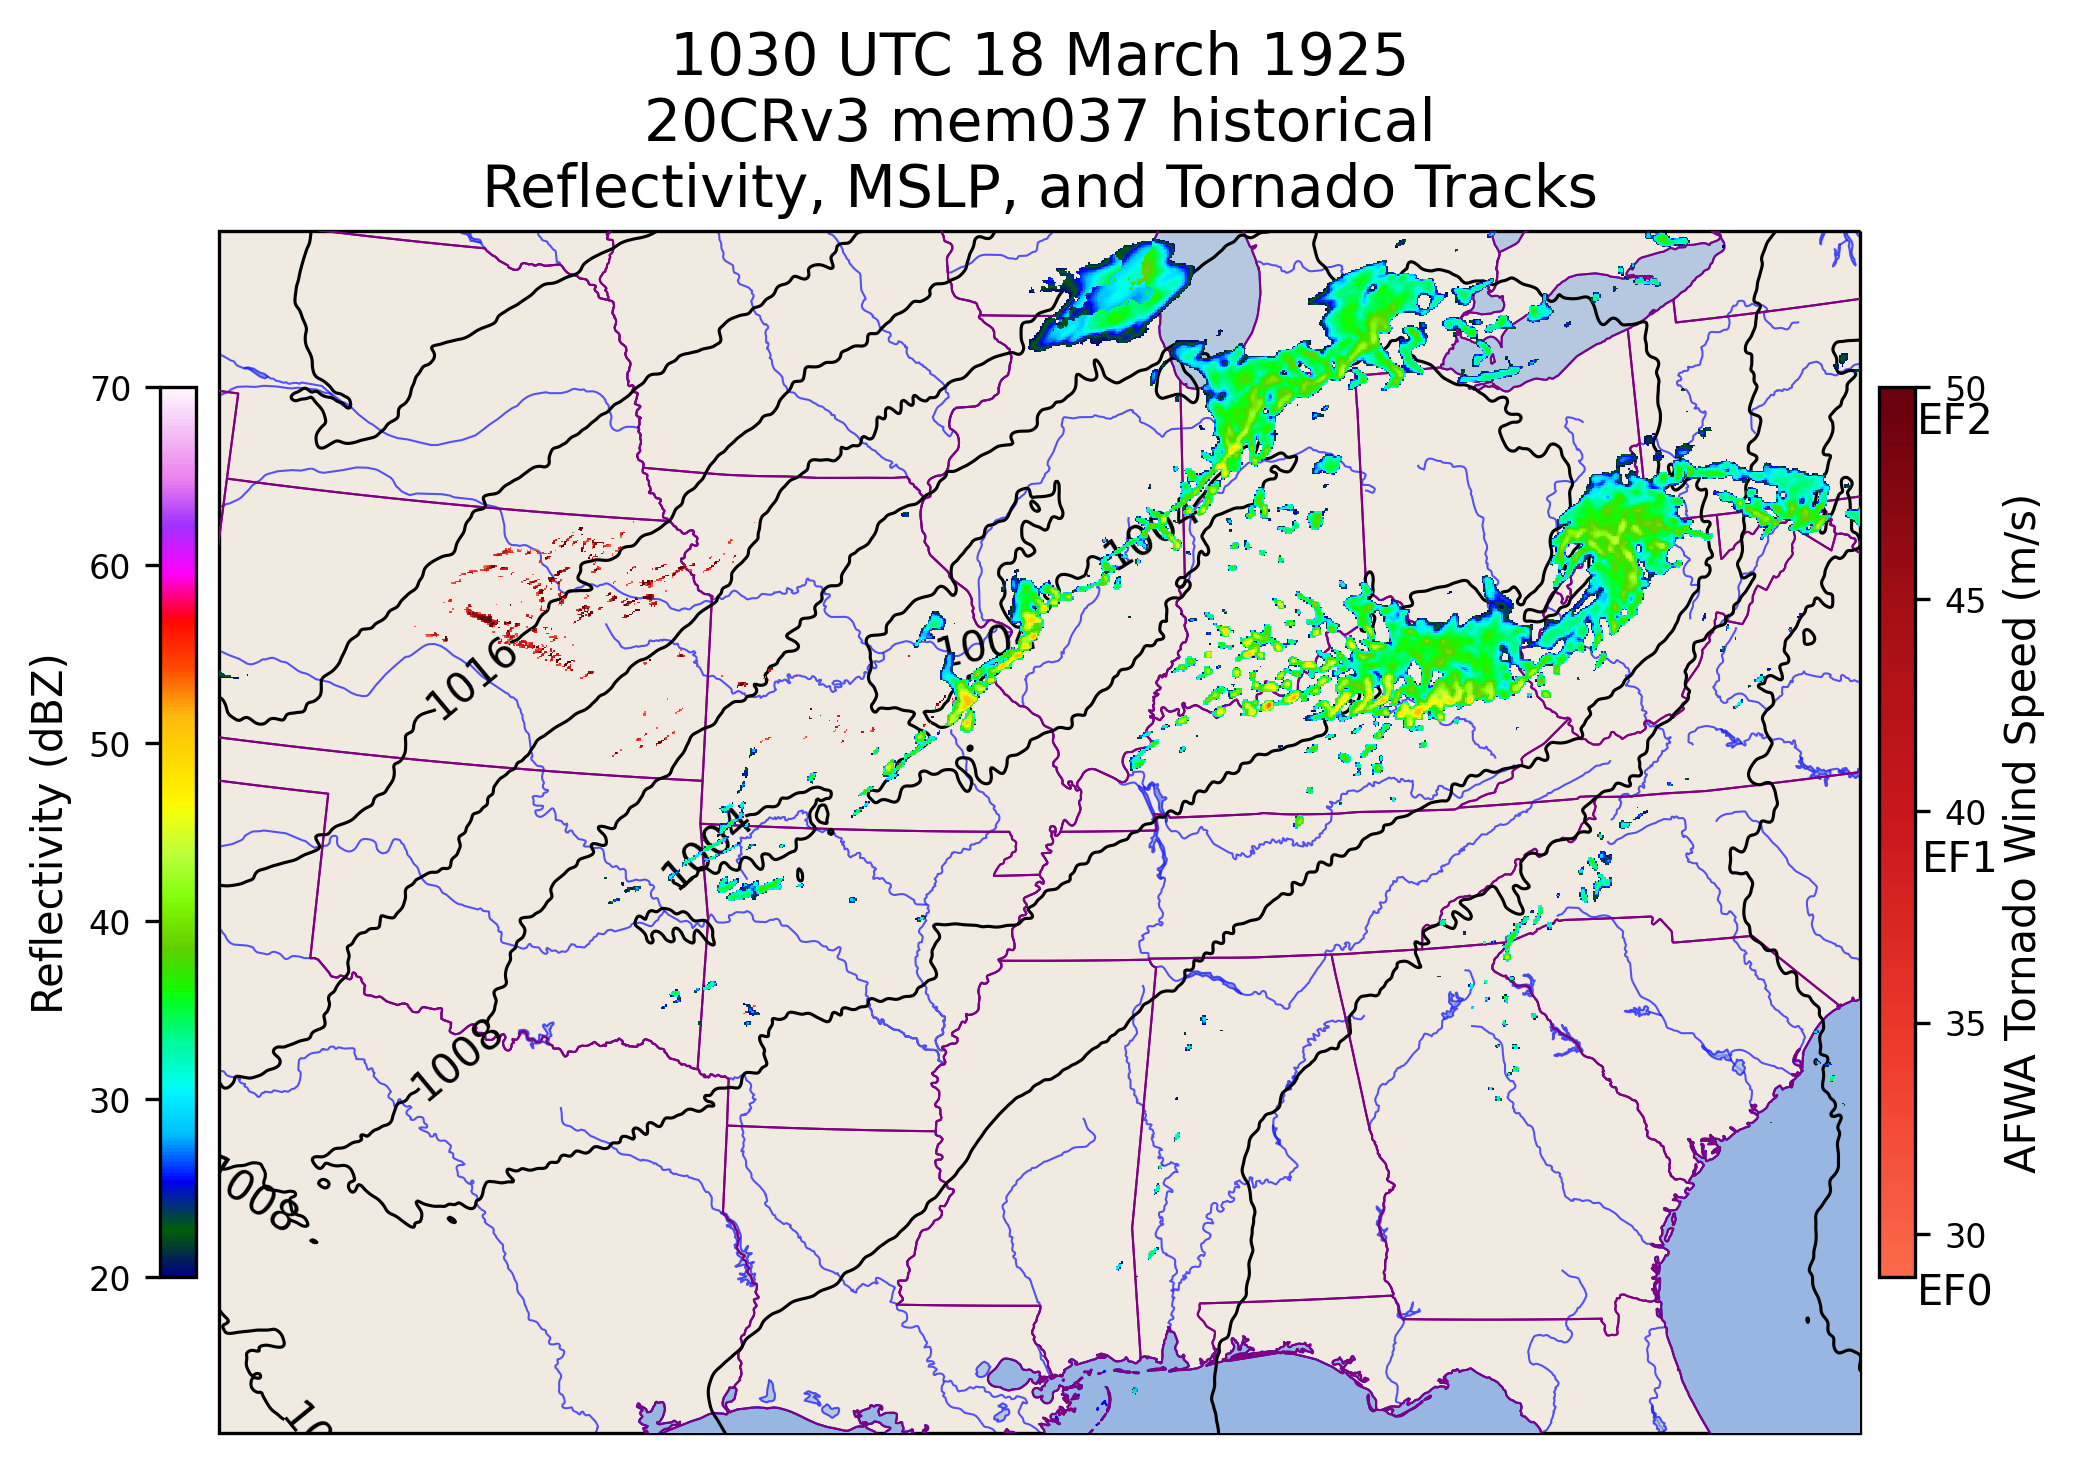 1030 UTC 18 March 1925
20CRv3 mem037 historical
Reflectivity, MSLP, and Tornado Tracks
70
60
50
40
30
20
Reflectivity (dBZ)
1004
100
1016
1004
1008
1008
10
50
EF2
45
40
EF1
35
30
EF0
AFWA Tornado Wind Speed (m/s)